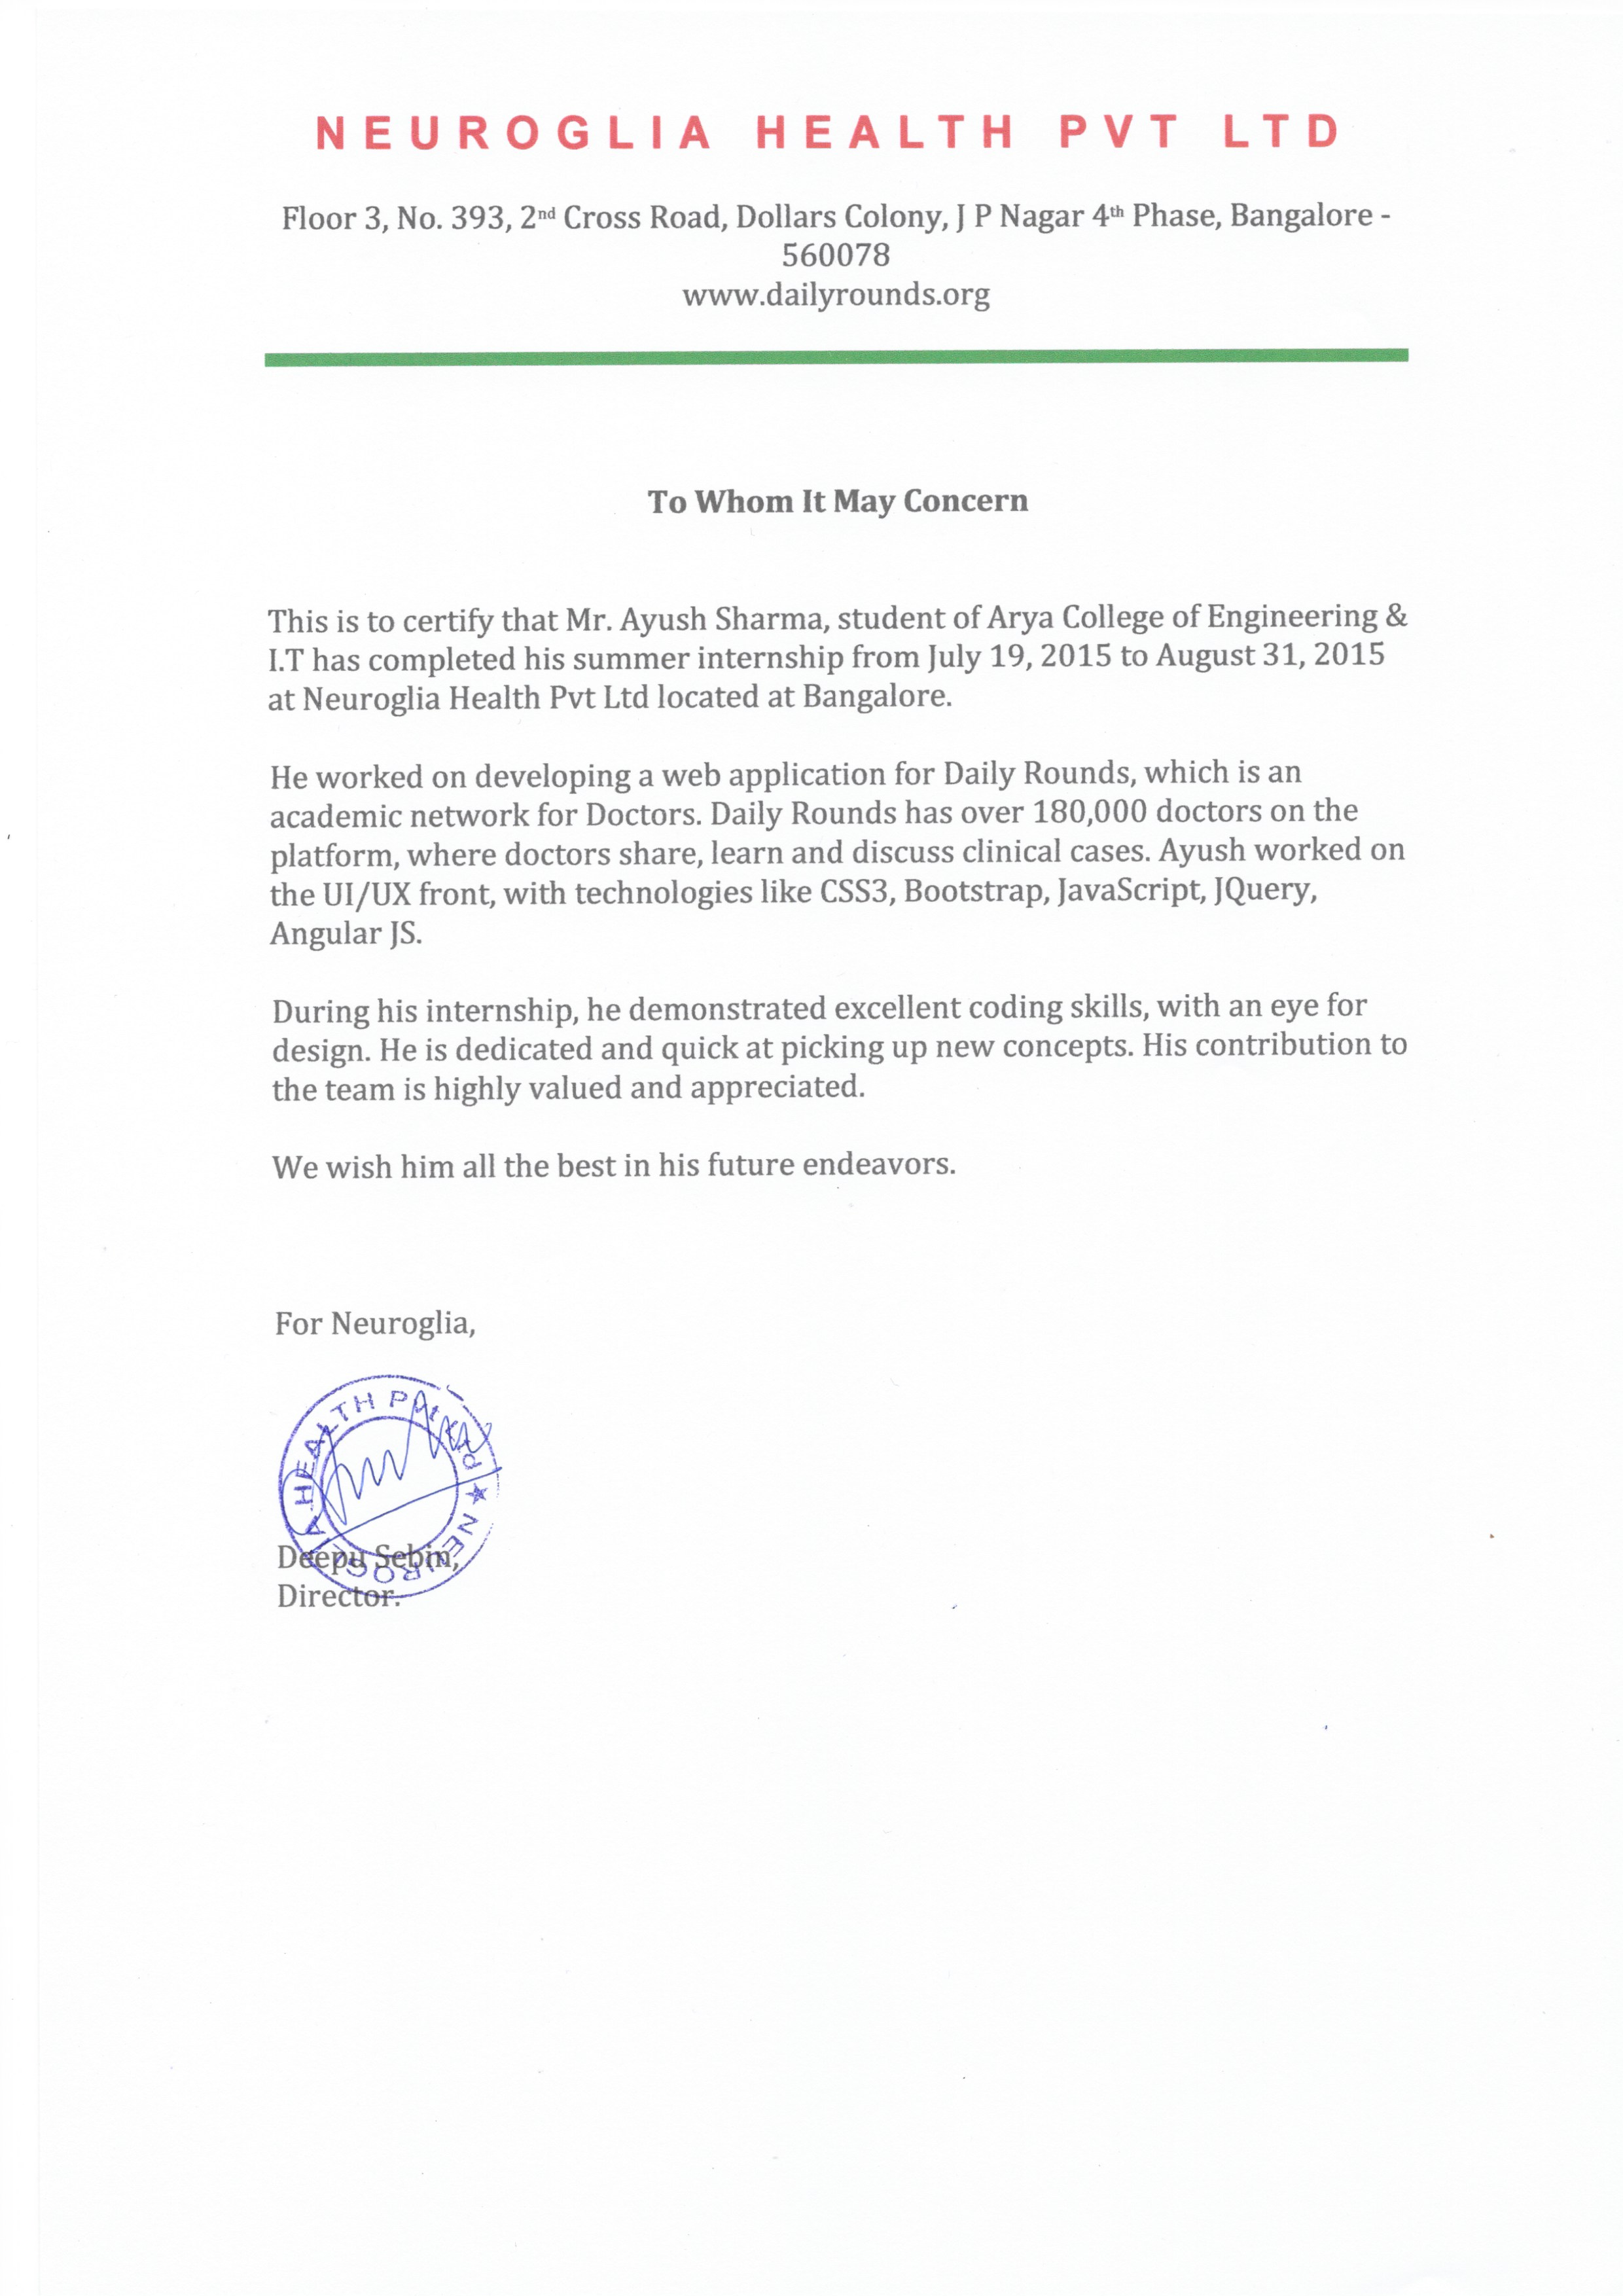 NEUROGLIA HEALTH PVT LTD
Floor 3, No. 393, 2nd Cross Road, Dollars Colony, J P Nagar 4th Phase, Bangalore -
560078
www.dailyrounds.org
To Whom It May Concern
This is to certify that Mr. Ayush Sharma, student of Arya College of Engineering &
I.T has completed his summer internship from July 19, 2015 to August 31, 2015
at Neuroglia Health Pvt Ltd located at Bangalore.
He worked on developing a web application for Daily Rounds, which is an
academic network for Doctors. Daily Rounds has over 180,000 doctors on the
platform, where doctors share, learn and discuss clinical cases. Ayush worked on
the UI/UX front, with technologies like CSS3, Bootstrap, JavaScript, JQuery,
Angular JS.
During his internship, he demonstrated excellent coding skills, with an eye for
design. He is dedicated and quick at picking up new concepts. His contribution to
the team is highly valued and appreciated.
We wish him all the best in his future endeavors.
For Neuroglia,
NEUROGLIA HEALTH Pvt LTD ★
Deepu Sebin,
Director.